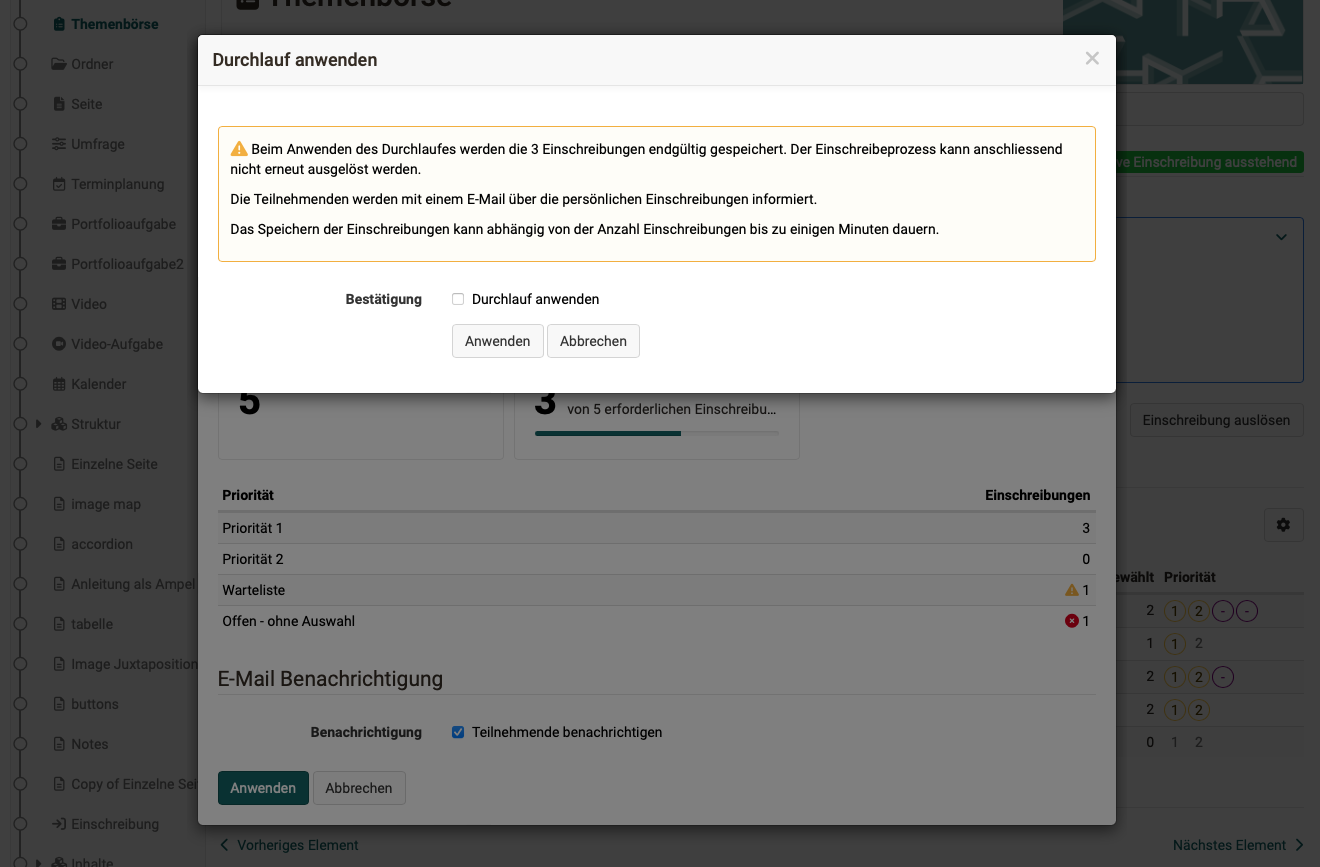 Themenbörse
Themenbörse
Ordner
Seite
Umfrage
Terminplanung
Portfolioaufgabe
Portfolioaufgabe2
Video
Video-Aufgabe
Kalender
Struktur
Einzelne Seite
image map
accordion
Anleitung als Ampel
tabelle
Image Juxtaposition
buttons
Notes
Copy of Einzelne Sei
Einschreibung
Inhalte
Durchlauf anwenden
Beim Anwenden des Durchlaufes werden die 3 Einschreibungen endgültig gespeichert. Der Einschreibeprozess kann anschliessend
nicht erneut ausgelöst werden.
Die Teilnehmenden werden mit einem E-Mail über die persönlichen Einschreibungen informiert.
Das Speichern der Einschreibungen kann abhängig von der Anzahl Einschreibungen bis zu einigen Minuten dauern.
Bestätigung Durchlauf anwenden
Anwenden Abbrechen
ve Einschreibung ausstehend
5
3 von 5 erforderlichen Einschreibu...
Einschreibung auslösen
Priorität Einschreibungen
Priorität 1 3
Priorität 2 0
Warteliste 1
Offen - ohne Auswahl 1
ewählt Priorität
2 1 2 - -
1 1 2
2 1 2 -
2 1 2
0 1 2
E-Mail Benachrichtigung
Benachrichtigung Teilnehmende benachrichtigen
Anwenden Abbrechen
Vorheriges Element Nächstes Element